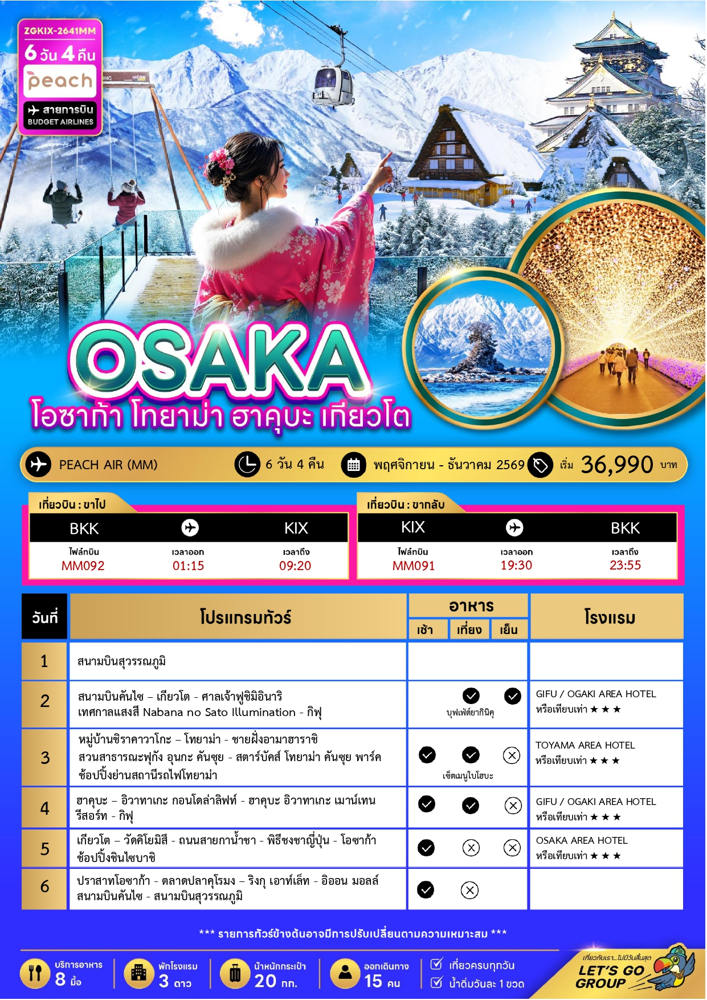 ZGKIX-2641MM
6 วัน 4 คืน
peach
สายการบิน
BUDGET AIRLINES
OSAKA
โอซาก้า โทยาม่า ฮาคุบะ เกียวโต
PEACH AIR (MM)
6 วัน 4 คืน
พฤศจิกายน - ธันวาคม 2569
เริ่ม 36,990 บาท
เที่ยวบิน : ขาไป
BKK KIX
ไฟล์ทบิน เวลาออก เวลาถึง
MM092 01:15 09:20
เที่ยวบิน : ขากลับ
KIX BKK
ไฟล์ทบิน เวลาออก เวลาถึง
MM091 19:30 23:55
วันที่ โปรแกรมทัวร์ อาหาร โรงแรม
เช้า เที่ยง เย็น
1 สนามบินสุวรรณภูมิ
2 สนามบินคันไซ – เกียวโต - ศาลเจ้าฟูชิมิอินาริ
เทศกาลแสงสี Nabana no Sato Illumination - กิฟุ
บุฟเฟ่ต์ยากินิคุ
GIFU / OGAKI AREA HOTEL
หรือเทียบเท่า ★ ★ ★
3 หมู่บ้านชิราคาวาโกะ – โทยาม่า - ชายฝั่งอามาฮาราชิ
สวนสาธารณะฟุกัง อุนกะ คันซุย - สตาร์บัคส์ โทยาม่า คันซุย พาร์ค
ช้อปปิ้งย่านสถานีรถไฟโทยาม่า
เซ็ตเมนูใบโฮบะ
TOYAMA AREA HOTEL
หรือเทียบเท่า ★ ★ ★
4 ฮาคุบะ – อิวาทาเกะ กอนโดล่าลิฟท์ - ฮาคุบะ อิวาทาเกะ เมาน์เทน
รีสอร์ท - กิฟุ
GIFU / OGAKI AREA HOTEL
หรือเทียบเท่า ★ ★ ★
5 เกียวโต – วัดคิโยมิสึ - ถนนสายกาน้ำชา - พิธีชงชาญี่ปุ่น - โอซาก้า
ช้อปปิ้งชินไซบาชิ
OSAKA AREA HOTEL
หรือเทียบเท่า ★ ★ ★
6 ปราสาทโอซาก้า - ตลาดปลาคุโรมง – ริงกุ เอาท์เล็ท - อิออน มอลล์
สนามบินคันไซ - สนามบินสุวรรณภูมิ
*** รายการทัวร์ข้างต้นอาจมีการปรับเปลี่ยนตามความเหมาะสม ***
บริการอาหาร
8 มื้อ
พักโรงแรม
3 ดาว
น้ำหนักกระเป๋า
20 กก.
ออกเดินทาง
15 คน
เที่ยวครบทุกวัน
น้ำดื่มวันละ 1 ขวด
เที่ยวกับเรา...ไม่มีวันสิ้นสุด
LET'S GO
GROUP